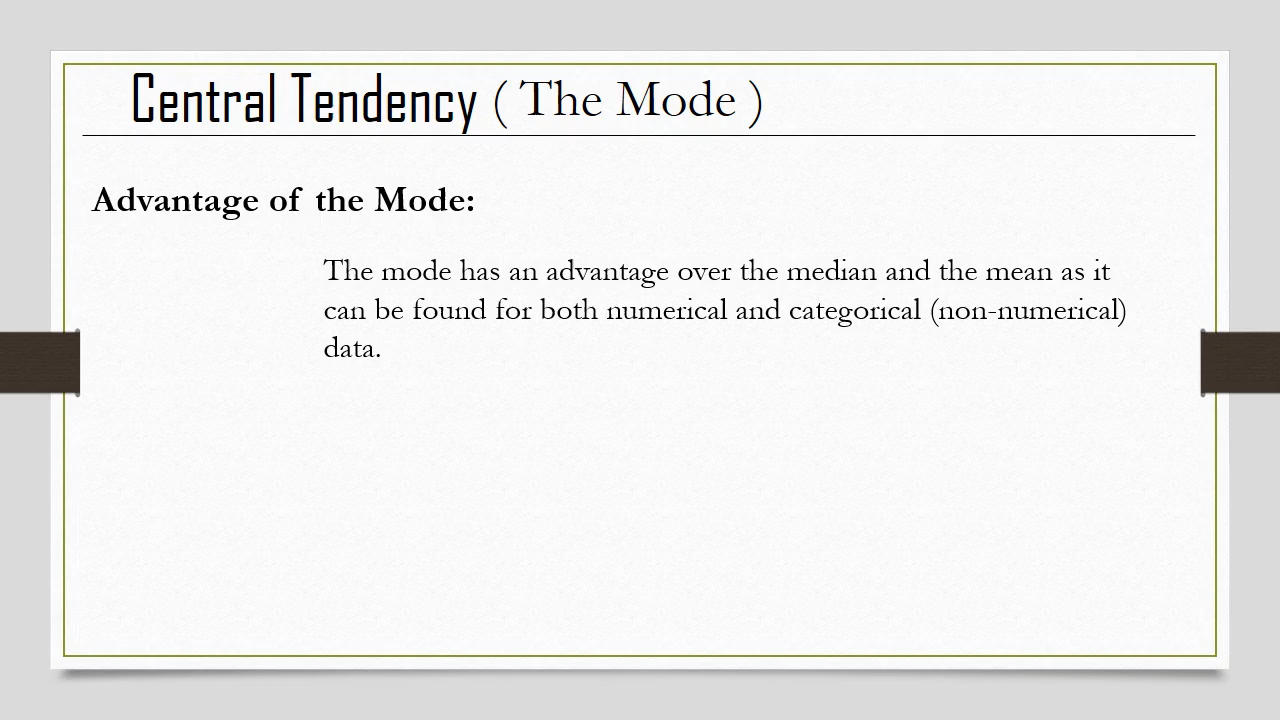 Central Tendency ( The Mode )
Advantage of the Mode:
The mode has an advantage over the median and the mean as it
can be found for both numerical and categorical (non-numerical)
data.